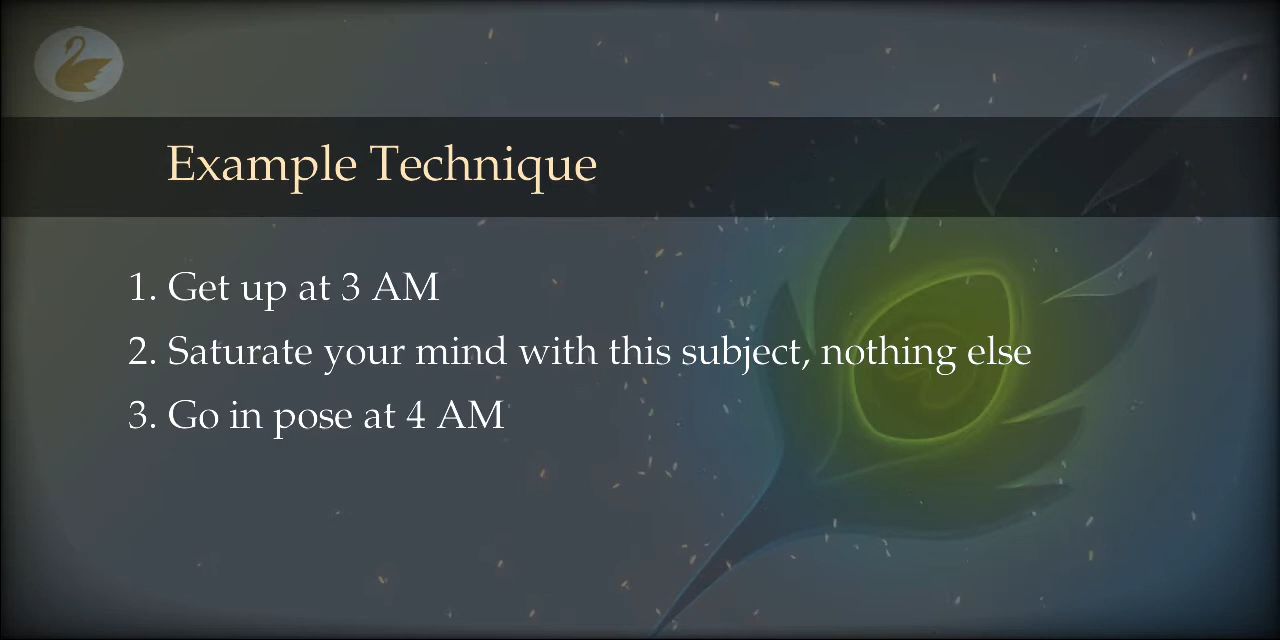 Example Technique
1. Get up at 3 AM
2. Saturate your mind with this subject, nothing else
3. Go in pose at 4 AM